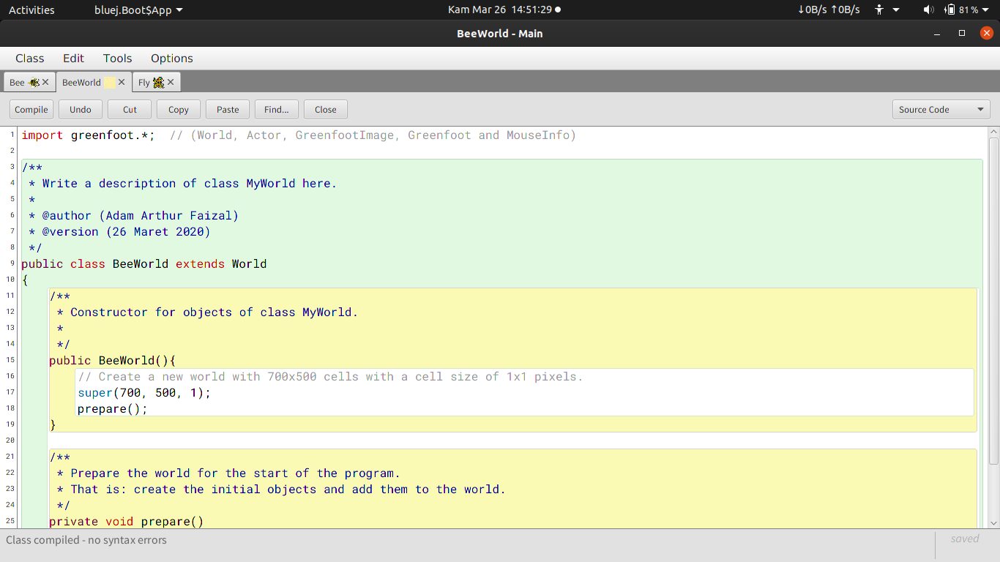 Activities bluej.Boot$App Kam Mar 26 14:51:29 ↓0B/s ↑0B/s 81%
BeeWorld - Main
Class Edit Tools Options
Bee BeeWorld Fly
Compile Undo Cut Copy Paste Find... Close Source Code
1 import greenfoot.*;  // (World, Actor, GreenfootImage, Greenfoot and MouseInfo)
2
3 /**
4  * Write a description of class MyWorld here.
5  *
6  * @author (Adam Arthur Faizal)
7  * @version (26 Maret 2020)
8  */
9 public class BeeWorld extends World
10 {
11     /**
12      * Constructor for objects of class MyWorld.
13      *
14      */
15     public BeeWorld(){
16         // Create a new world with 700x500 cells with a cell size of 1x1 pixels.
17         super(700, 500, 1);
18         prepare();
19     }
20
21     /**
22      * Prepare the world for the start of the program.
23      * That is: create the initial objects and add them to the world.
24      */
25     private void prepare()
Class compiled - no syntax errors saved